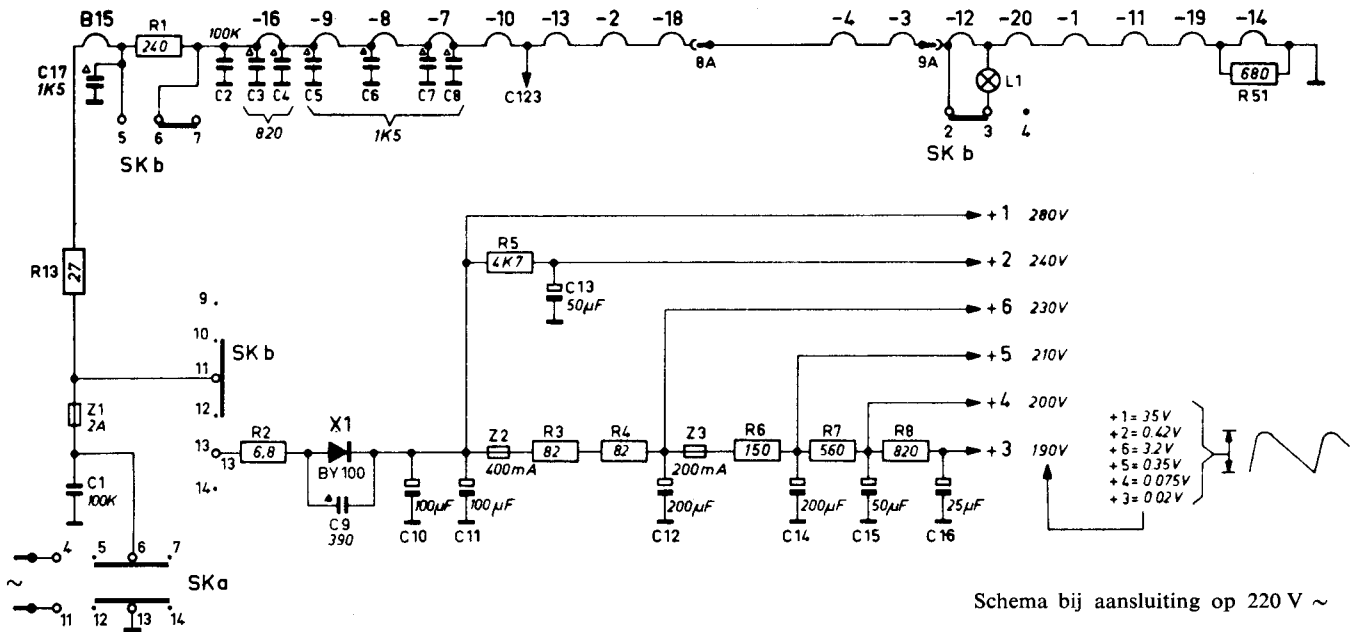 B15 -16 -9 -8 -7 -10 -13 -2 -18 -4 -3 -12 -20 -1 -11 -19 -14
R1
240
100K
C17
1K5
C2 C3 C4 C5 C6 C7 C8
C123
8A
9A
L1
680
R51
820
1K5
5 6 7
SKb
2 3 4
SKb
+1 280V
R5
4K7
+2 240V
R13
27
C13
50µF
9
+6 230V
10
SKb
11
+5 210V
12
Z1
2A
X1
+4 200V
13
13
R2
6,8
BY100
Z2
400mA
R3
82
R4
82
Z3
200mA
R6
150
R7
560
R8
820
+3 190V
+1 = 35V
+2 = 0.42V
+6 = 3.2V
+5 = 0.35V
+4 = 0.075V
+3 = 0.02V
C1
100K
14
C9
390
100µF
C10
100µF
C11
200µF
C12
200µF
C14
50µF
C15
25µF
C16
4 5 6 7
~
SKa
11 12 13 14
Schema bij aansluiting op 220 V ~